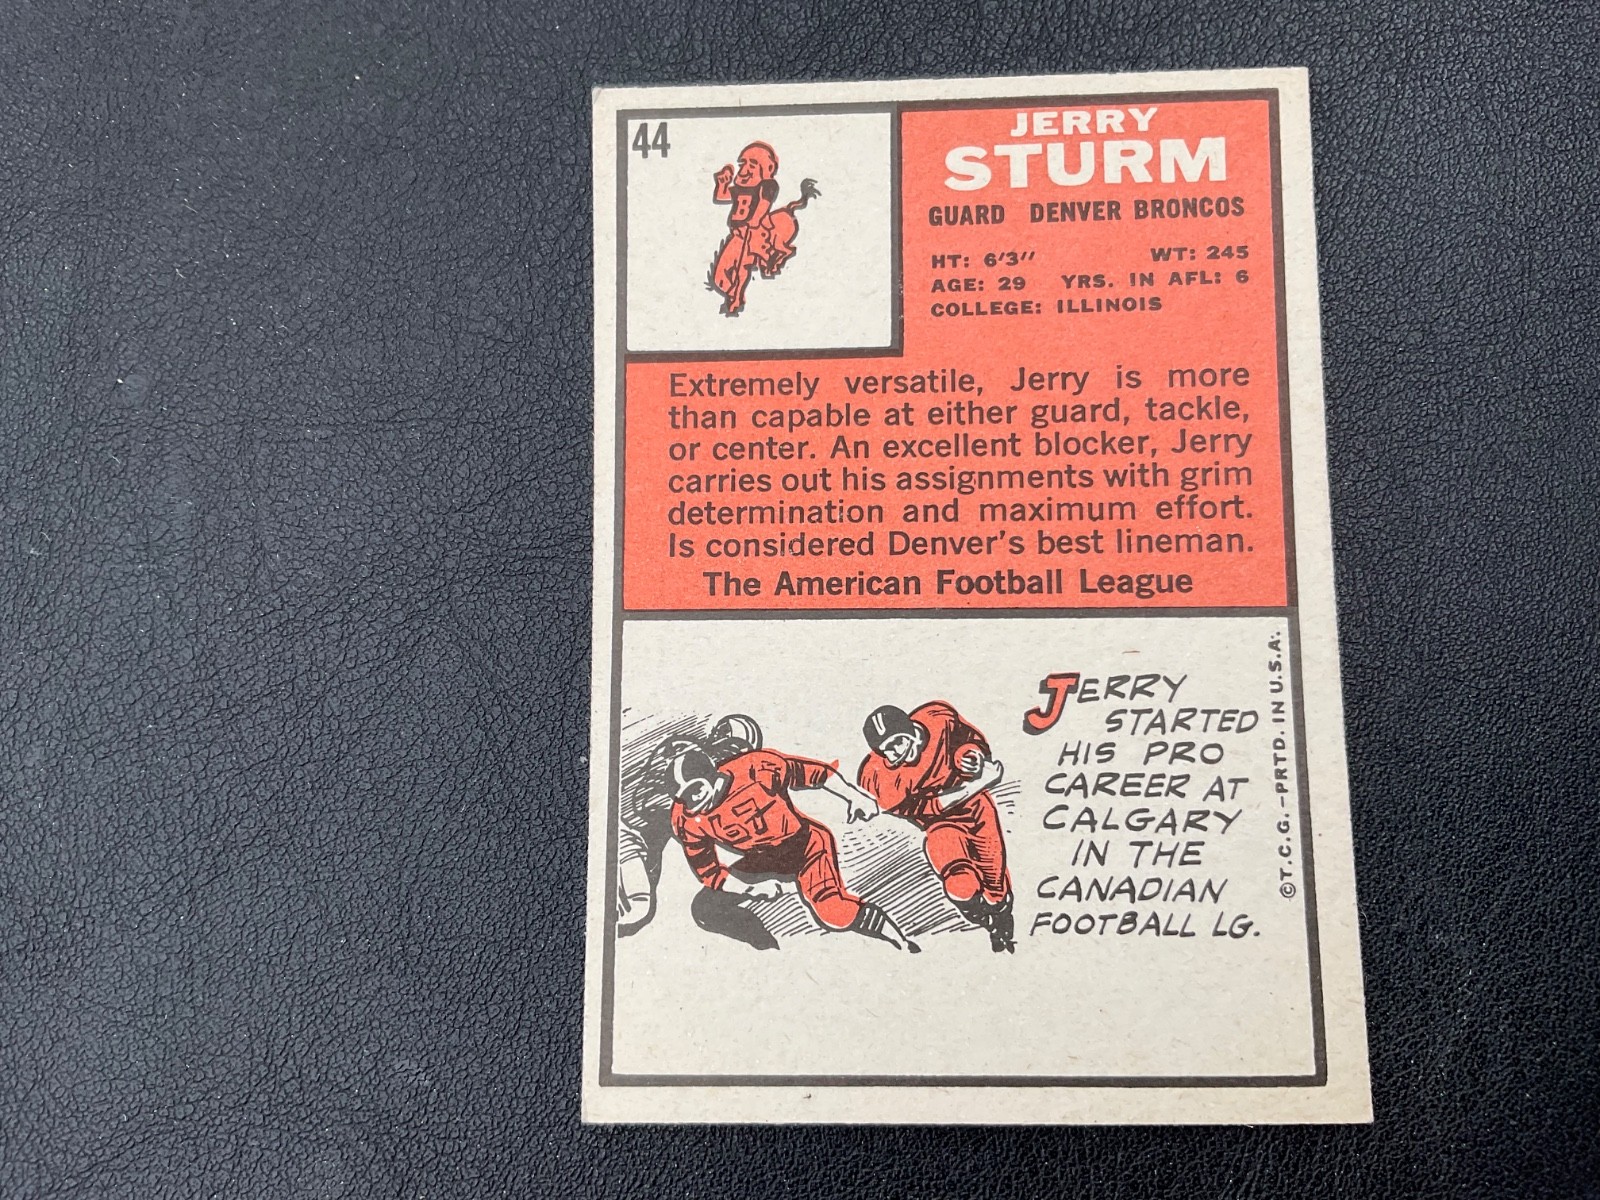 44
JERRY
STURM
GUARD DENVER BRONCOS
HT: 6'3" WT: 245
AGE: 29 YRS. IN AFL: 6
COLLEGE: ILLINOIS
B
Extremely versatile, Jerry is more
than capable at either guard, tackle,
or center. An excellent blocker, Jerry
carries out his assignments with grim
determination and maximum effort.
Is considered Denver's best lineman.
The American Football League
JERRY
STARTED
HIS PRO
CAREER AT
CALGARY
IN THE
CANADIAN
FOOTBALL LG.
67
©T.C.G.-PRTD. IN U.S.A.